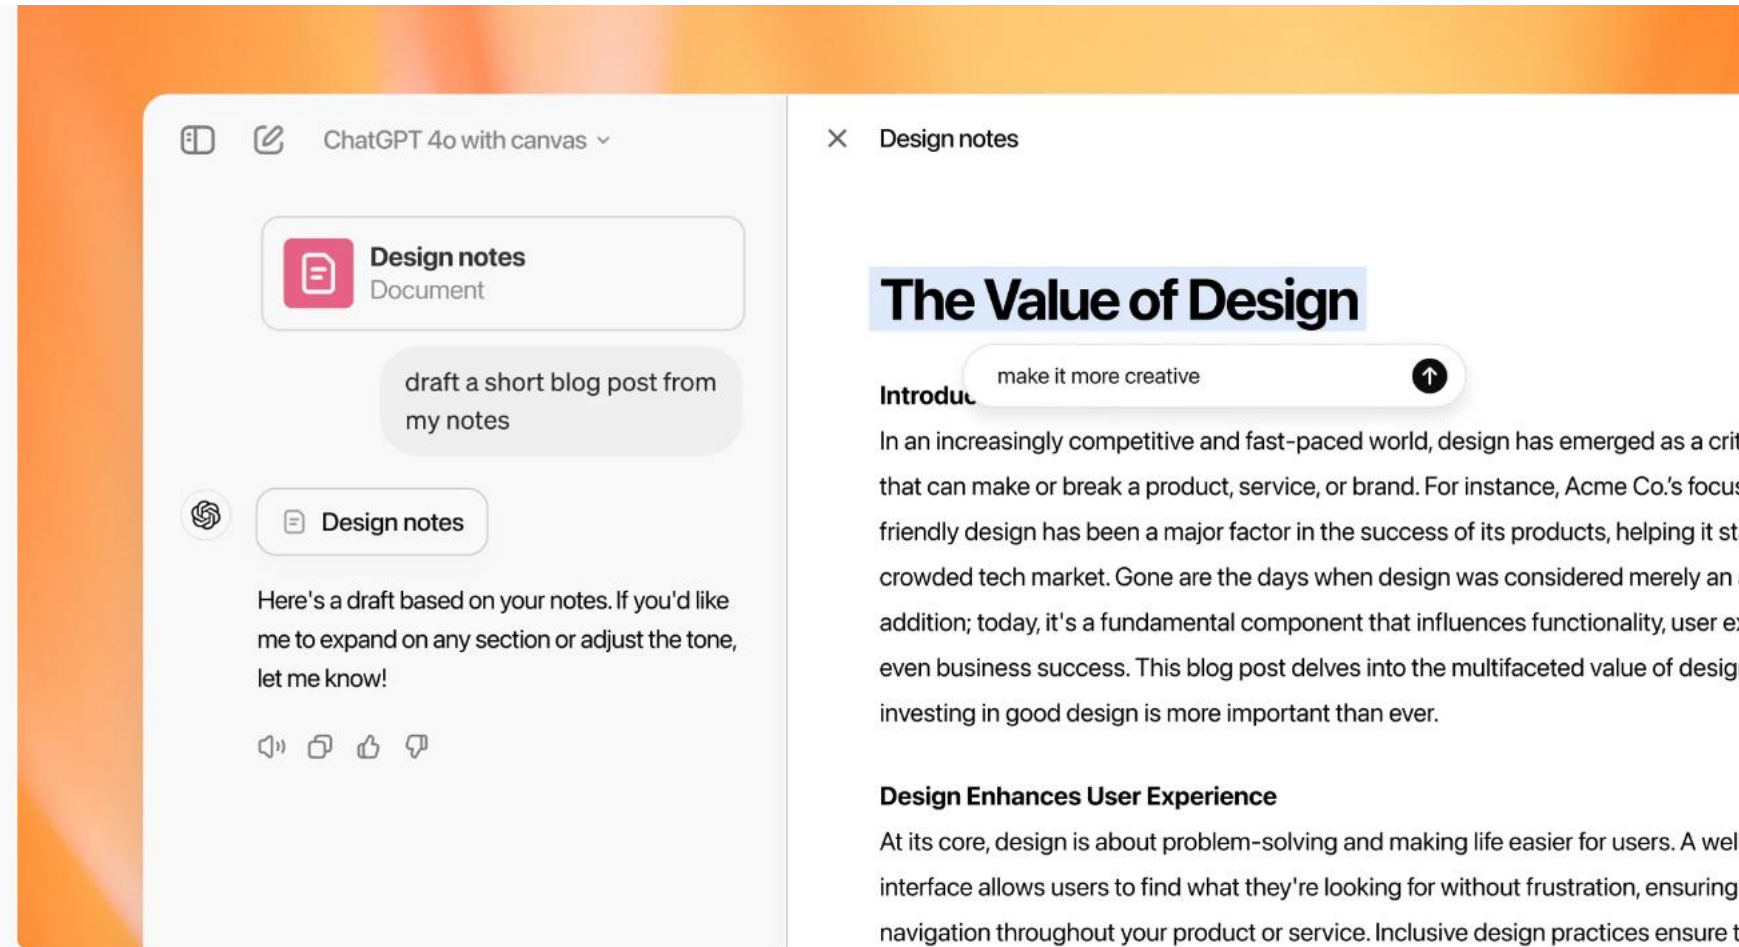 ChatGPT 4o with canvas
Design notes
Document
draft a short blog post from
my notes
Design notes
Here's a draft based on your notes. If you'd like
me to expand on any section or adjust the tone,
let me know!
Design notes
The Value of Design
make it more creative
In an increasingly competitive and fast-paced world, design has emerged as a
that can make or break a product, service, or brand. For instance, Acme Co.'s
friendly design has been a major factor in the success of its products, helping it
crowded tech market. Gone are the days when design was considered merely an
addition; today, it's a fundamental component that influences functionality, user
even business success. This blog post delves into the multifaceted value of
investing in good design is more important than ever.
Design Enhances User Experience
At its core, design is about problem-solving and making life easier for users. A
interface allows users to find what they're looking for without frustration, ensuring
navigation throughout your product or service. Inclusive design practices ensure